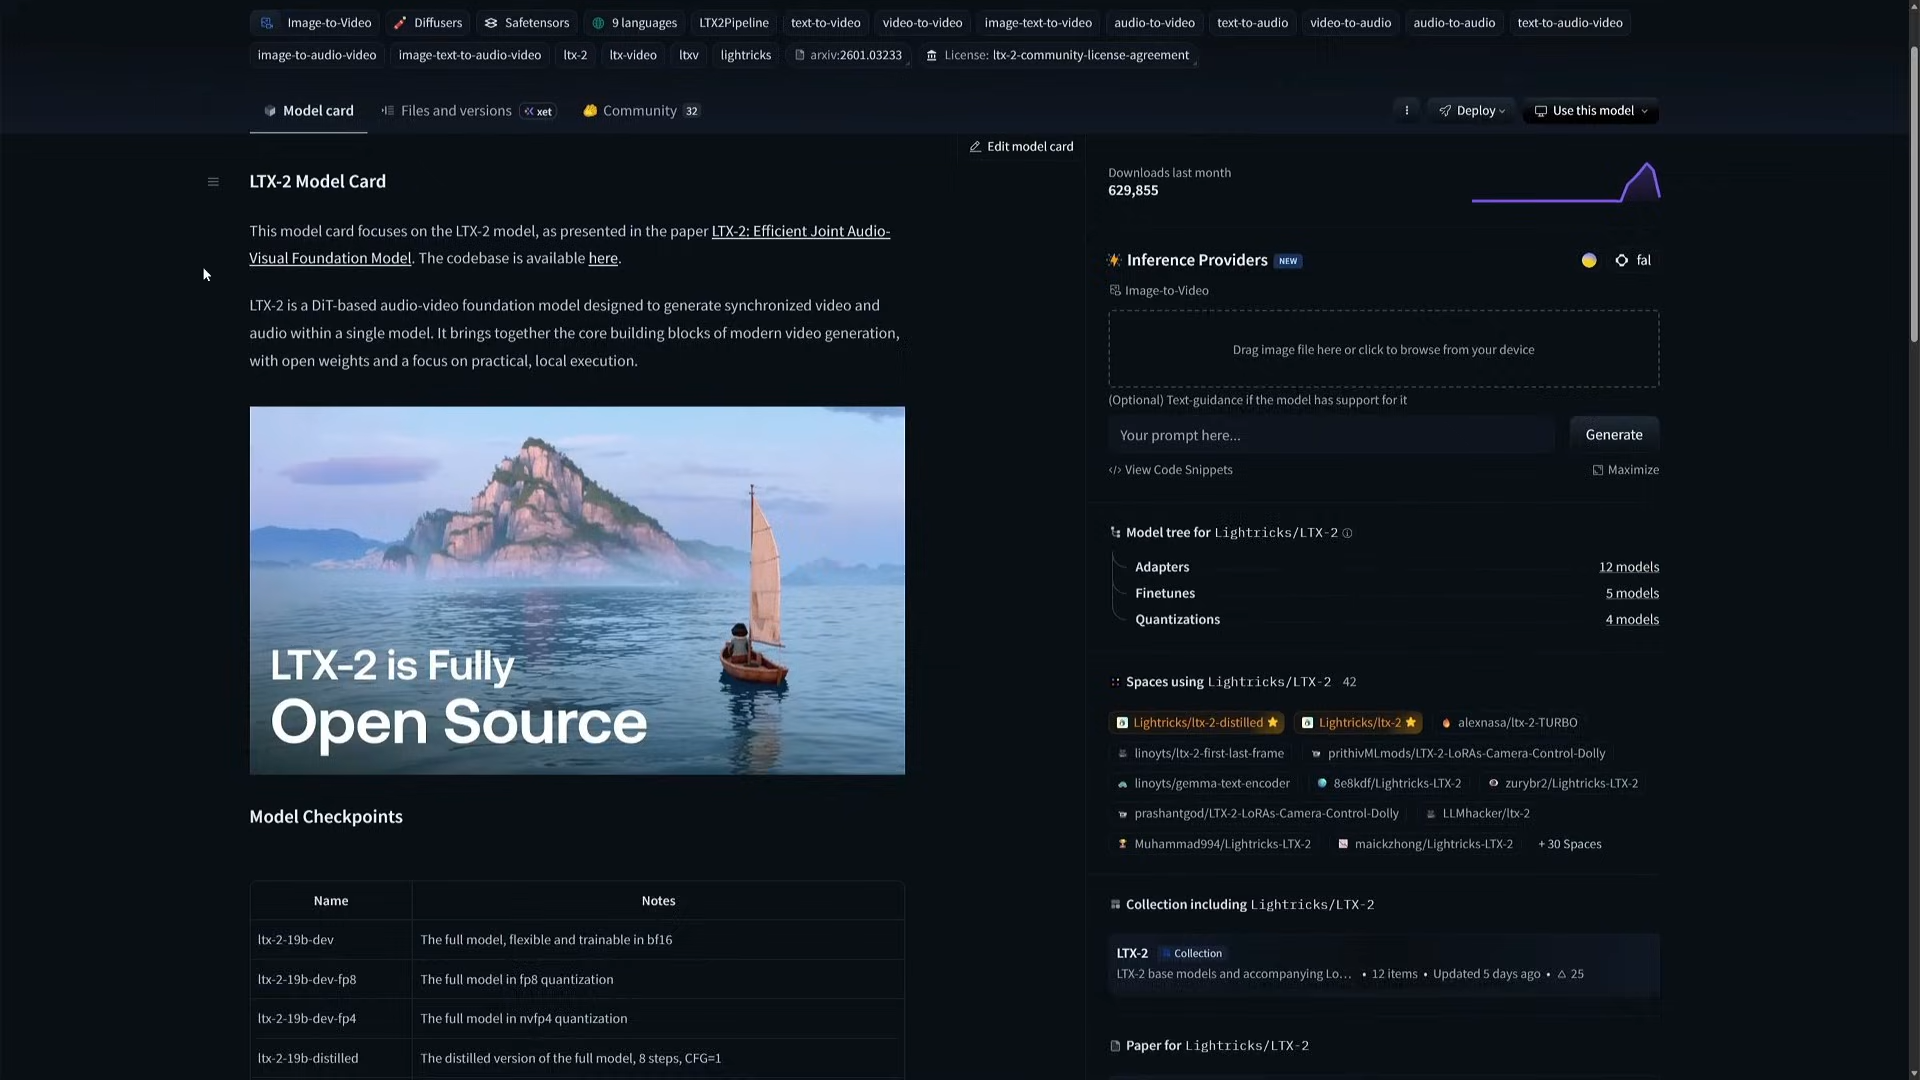 Image-to-Video Diffusers Safetensors 9 languages LTX2Pipeline text-to-video video-to-video image-text-to-video audio-to-video text-to-audio video-to-audio audio-to-audio text-to-audio-video
image-to-audio-video image-text-to-audio-video ltx-2 ltx-video ltxv lightricks arxiv:2601.03233 License: ltx-2-community-license-agreement
Model card Files and versions xet Community 32 Deploy Use this model
Edit model card
LTX-2 Model Card
This model card focuses on the LTX-2 model, as presented in the paper LTX-2: Efficient Joint Audio-
Visual Foundation Model. The codebase is available here.
LTX-2 is a DiT-based audio-video foundation model designed to generate synchronized video and
audio within a single model. It brings together the core building blocks of modern video generation,
with open weights and a focus on practical, local execution.
LTX-2 is Fully
Open Source
Model Checkpoints
Name Notes
ltx-2-19b-dev The full model, flexible and trainable in bf16
ltx-2-19b-dev-fp8 The full model in fp8 quantization
ltx-2-19b-dev-fp4 The full model in nvfp4 quantization
ltx-2-19b-distilled The distilled version of the full model, 8 steps, CFG=1
Downloads last month
629,855
Inference Providers NEW fal
Image-to-Video
Drag image file here or click to browse from your device
(Optional) Text-guidance if the model has support for it
Your prompt here... Generate
</> View Code Snippets Maximize
Model tree for Lightricks/LTX-2
Adapters 12 models
Finetunes 5 models
Quantizations 4 models
Spaces using Lightricks/LTX-2 42
Lightricks/ltx-2-distilled Lightricks/ltx-2 alexnasa/ltx-2-TURBO
linoyts/ltx-2-first-last-frame prithivMLmods/LTX-2-LoRAs-Camera-Control-Dolly
linoyts/gemma-text-encoder 8e8kdf/Lightricks-LTX-2 zurybr2/Lightricks-LTX-2
prashantgod/LTX-2-LoRAs-Camera-Control-Dolly LLMhacker/ltx-2
Muhammad994/Lightricks-LTX-2 maickzhong/Lightricks-LTX-2 + 30 Spaces
Collection including Lightricks/LTX-2
LTX-2 Collection
LTX-2 base models and accompanying Lo... • 12 items • Updated 5 days ago • 25
Paper for Lightricks/LTX-2